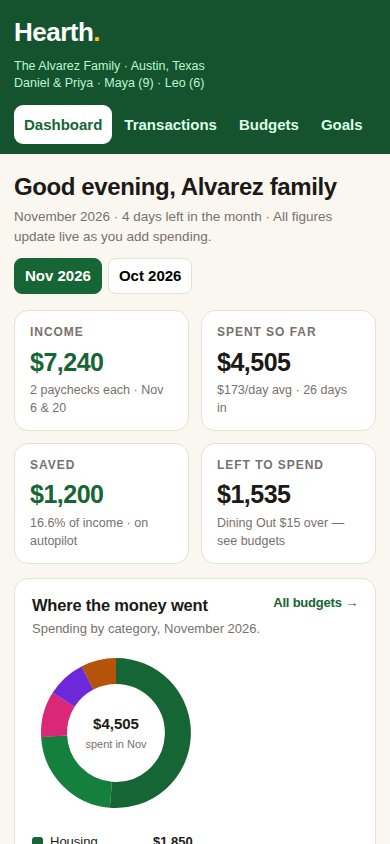 Hearth.
The Alvarez Family · Austin, Texas
Daniel & Priya · Maya (9) · Leo (6)
Dashboard Transactions Budgets Goals
Good evening, Alvarez family
November 2026 · 4 days left in the month · All figures
update live as you add spending.
Nov 2026 Oct 2026
INCOME
$7,240
2 paychecks each · Nov
6 & 20
SPENT SO FAR
$4,505
$173/day avg · 26 days
in
SAVED
$1,200
16.6% of income · on
autopilot
LEFT TO SPEND
$1,535
Dining Out $15 over —
see budgets
Where the money went
All budgets →
Spending by category, November 2026.
$4,505
spent in Nov
Housing $1,850